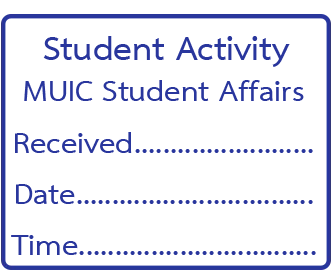 Student Activity
MUIC Student Affairs
Received.........................
Date.................................
Time.................................